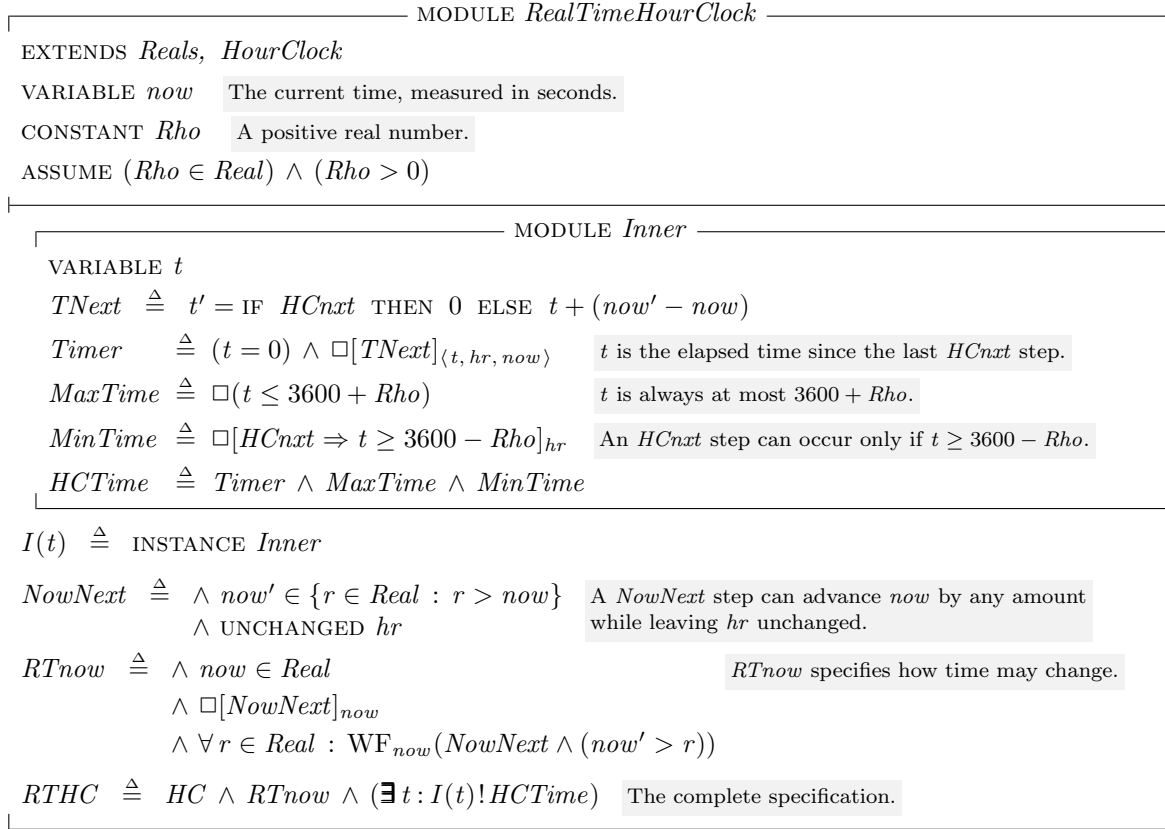 MODULE RealTimeHourClock
EXTENDS Reals, HourClock
VARIABLE now The current time, measured in seconds.
CONSTANT Rho A positive real number.
ASSUME (Rho ∈ Real) ∧ (Rho > 0)
MODULE Inner
VARIABLE t
TNext ≜ t′ = IF HCnxt THEN 0 ELSE t + (now′ − now)
Timer ≜ (t = 0) ∧ □[TNext]⟨t, hr, now⟩ t is the elapsed time since the last HCnxt step.
MaxTime ≜ □(t ≤ 3600 + Rho) t is always at most 3600 + Rho.
MinTime ≜ □[HCnxt ⇒ t ≥ 3600 − Rho]hr An HCnxt step can occur only if t ≥ 3600 − Rho.
HCTime ≜ Timer ∧ MaxTime ∧ MinTime
I(t) ≜ INSTANCE Inner
NowNext ≜ ∧ now′ ∈ {r ∈ Real : r > now} A NowNext step can advance now by any amount
∧ UNCHANGED hr while leaving hr unchanged.
RTnow ≜ ∧ now ∈ Real RTnow specifies how time may change.
∧ □[NowNext]now
∧ ∀ r ∈ Real : WFnow(NowNext ∧ (now′ > r))
RTHC ≜ HC ∧ RTnow ∧ (∃ t : I(t)!HCTime) The complete specification.